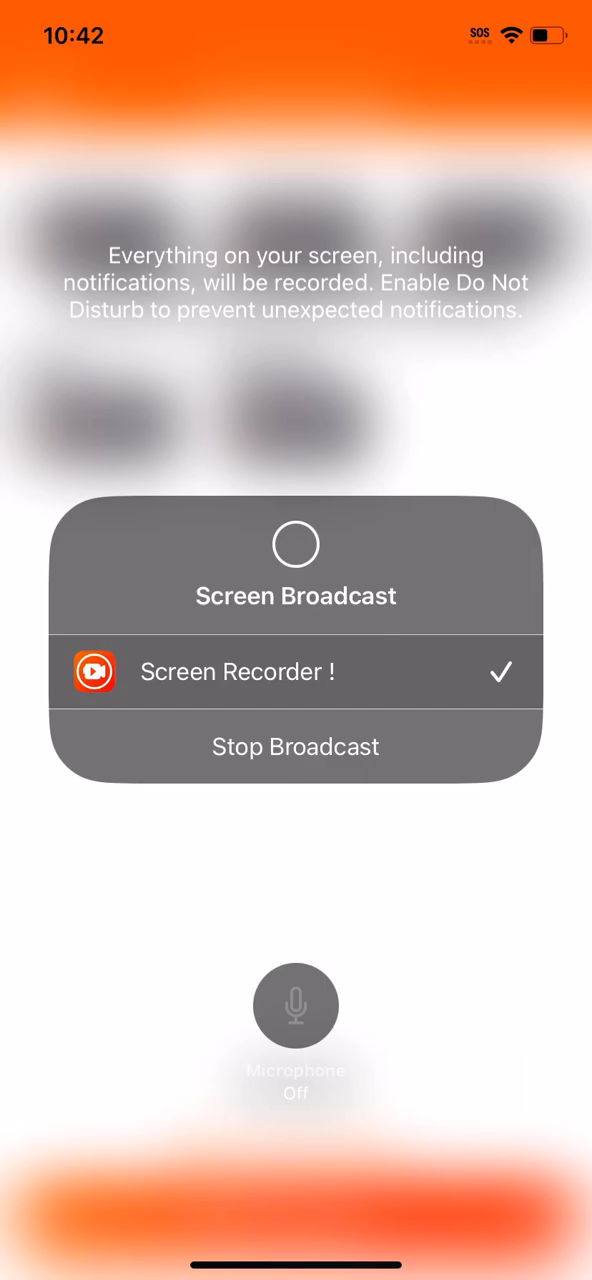 10:42
SOS
Everything on your screen, including
notifications, will be recorded. Enable Do Not
Disturb to prevent unexpected notifications.
Screen Broadcast
Screen Recorder !
Stop Broadcast
Microphone
Off